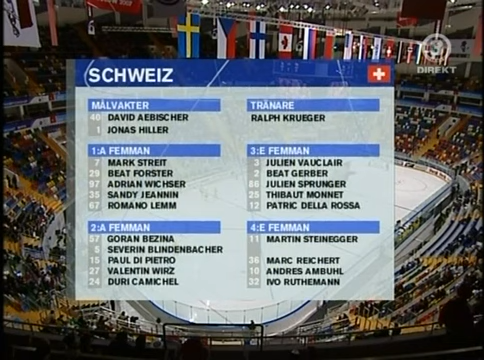 DIREKT
SCHWEIZ
MÅLVAKTER
40 DAVID AEBISCHER
1 JONAS HILLER
TRÄNARE
RALPH KRUEGER
1:A FEMMAN
7 MARK STREIT
29 BEAT FORSTER
97 ADRIAN WICHSER
35 SANDY JEANNIN
67 ROMANO LEMM
3:E FEMMAN
3 JULIEN VAUCLAIR
2 BEAT GERBER
86 JULIEN SPRUNGER
25 THIBAUT MONNET
12 PATRIC DELLA ROSSA
2:A FEMMAN
57 GORAN BEZINA
5 SEVERIN BLINDENBACHER
15 PAUL DI PIETRO
27 VALENTIN WIRZ
24 DURI CAMICHEL
4:E FEMMAN
11 MARTIN STEINEGGER
36 MARC REICHERT
10 ANDRES AMBUHL
32 IVO RUTHEMANN